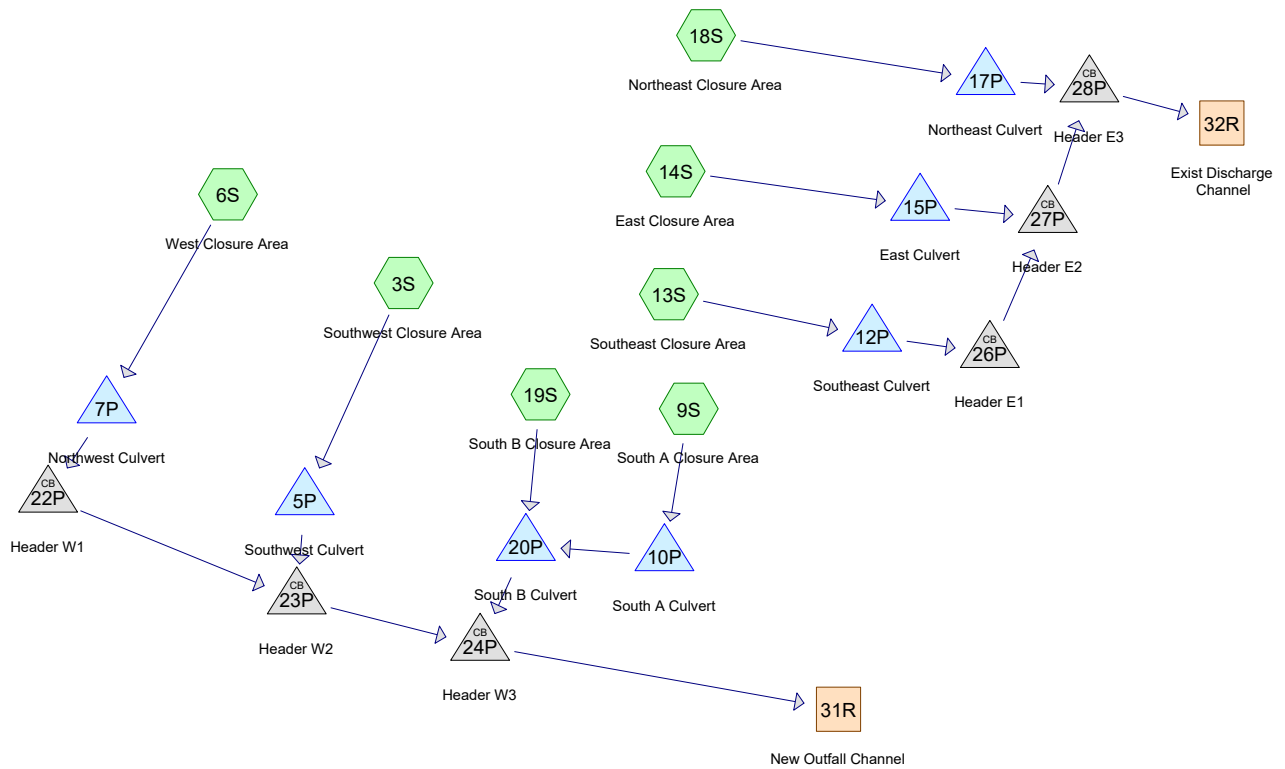 18S
Northeast Closure Area
17P
Northeast Culvert
CB
28P
Header E3
32R
Exist Discharge
Channel
14S
East Closure Area
15P
East Culvert
CB
27P
Header E2
6S
West Closure Area
3S
Southwest Closure Area
13S
Southeast Closure Area
12P
Southeast Culvert
CB
26P
Header E1
19S
South B Closure Area
9S
South A Closure Area
7P
Northwest Culvert
CB
22P
Header W1
5P
Southwest Culvert
20P
South B Culvert
10P
South A Culvert
CB
23P
Header W2
CB
24P
Header W3
31R
New Outfall Channel